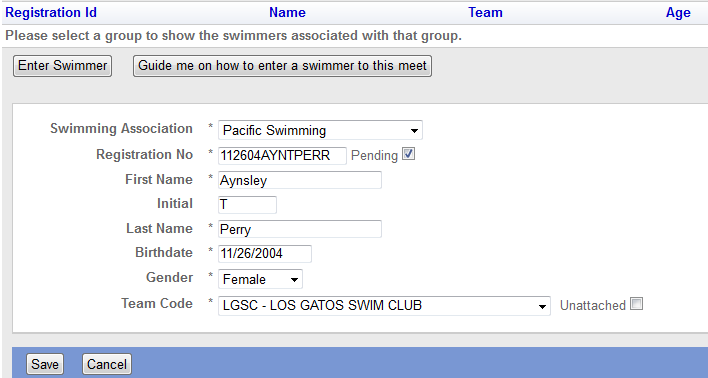 Registration Id Name Team Age
Please select a group to show the swimmers associated with that group.
Enter Swimmer Guide me on how to enter a swimmer to this meet
Swimming Association * Pacific Swimming
Registration No * 112604AYNTPERR Pending
First Name * Aynsley
Initial T
Last Name * Perry
Birthdate * 11/26/2004
Gender * Female
Team Code * LGSC - LOS GATOS SWIM CLUB Unattached
Save Cancel